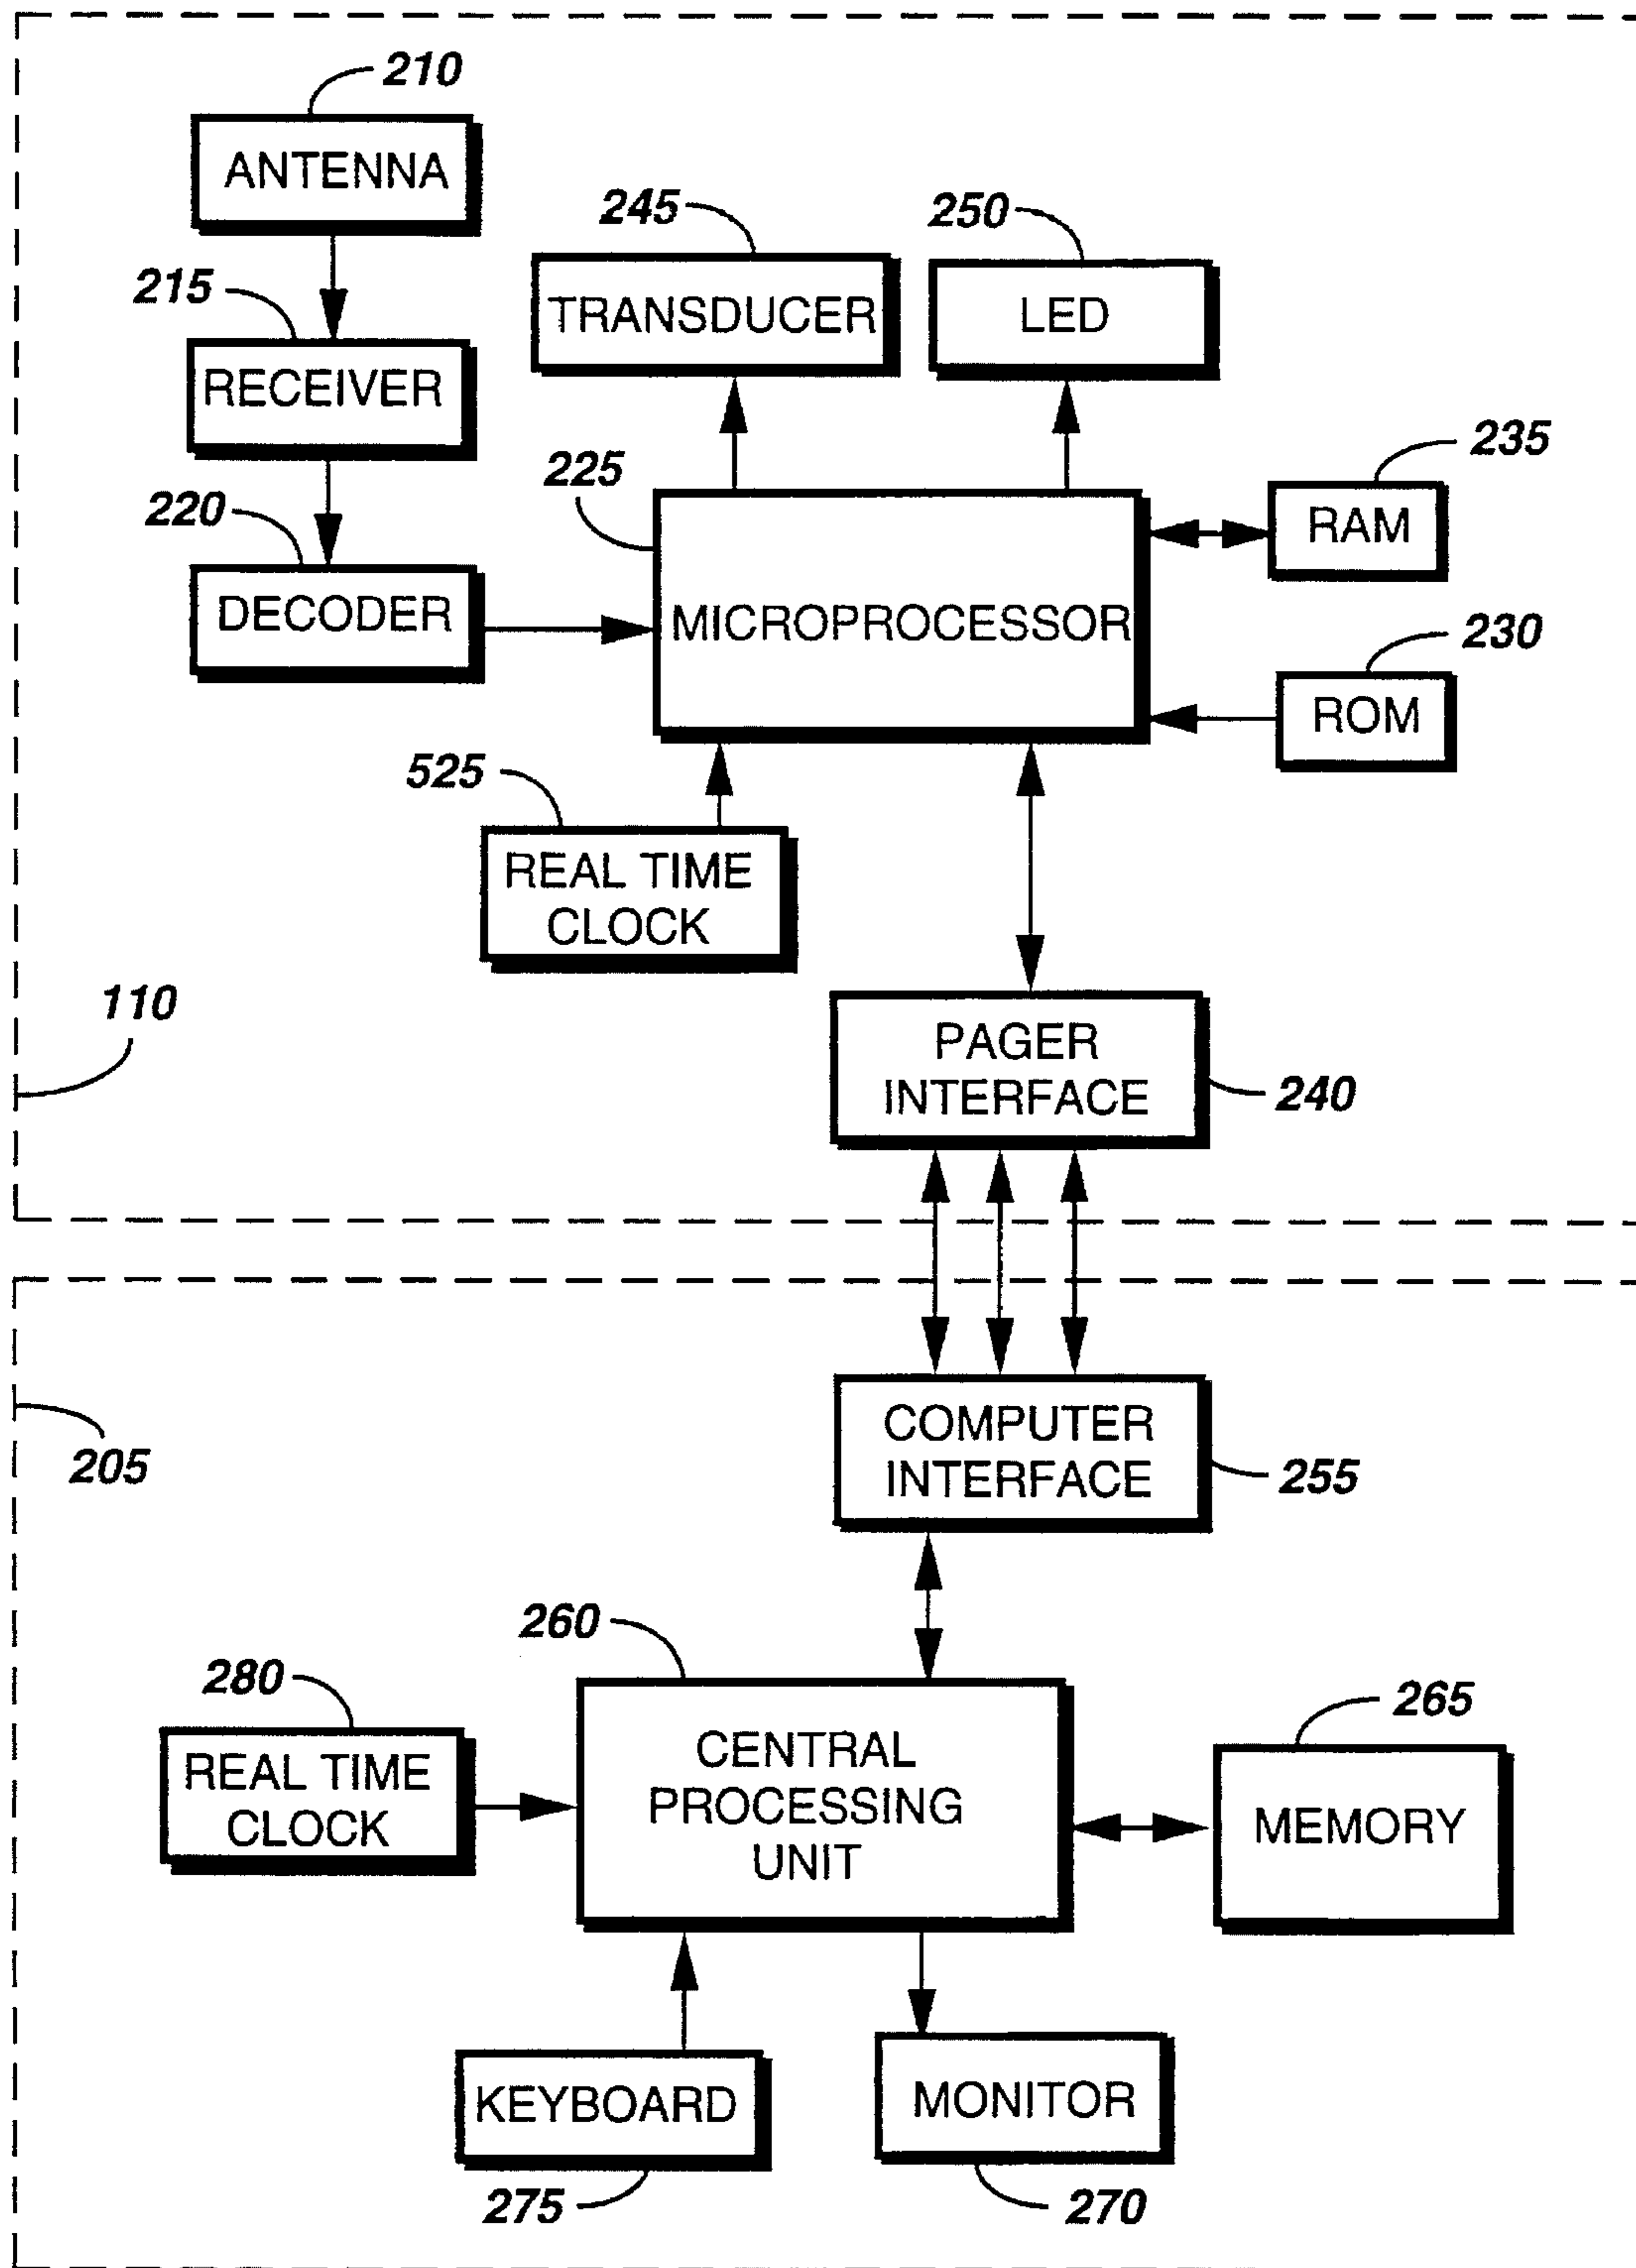 210
ANTENNA
245
250
215
TRANSDUCER
LED
RECEIVER
235
225
220
RAM
DECODER
MICROPROCESSOR
230
ROM
525
REAL TIME
CLOCK
110
PAGER
INTERFACE
240
205
COMPUTER
INTERFACE
255
260
280
265
REAL TIME
CLOCK
CENTRAL
PROCESSING
UNIT
MEMORY
KEYBOARD
MONITOR
275
270